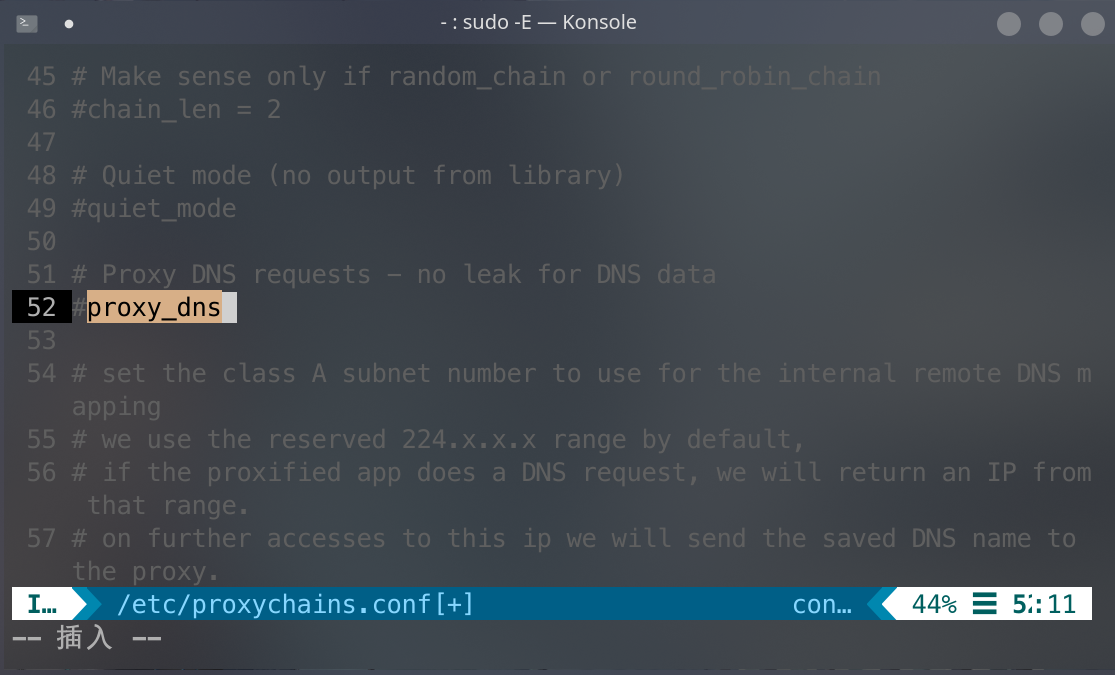 - : sudo -E — Konsole
45 # Make sense only if random_chain or round_robin_chain
46 #chain_len = 2
47
48 # Quiet mode (no output from library)
49 #quiet_mode
50
51 # Proxy DNS requests - no leak for DNS data
52 #proxy_dns
53
54 # set the class A subnet number to use for the internal remote DNS m
apping
55 # we use the reserved 224.x.x.x range by default,
56 # if the proxified app does a DNS request, we will return an IP from
that range.
57 # on further accesses to this ip we will send the saved DNS name to
the proxy.
I… /etc/proxychains.conf[+] con… 44% ☰ 52:11
-- 插入 --